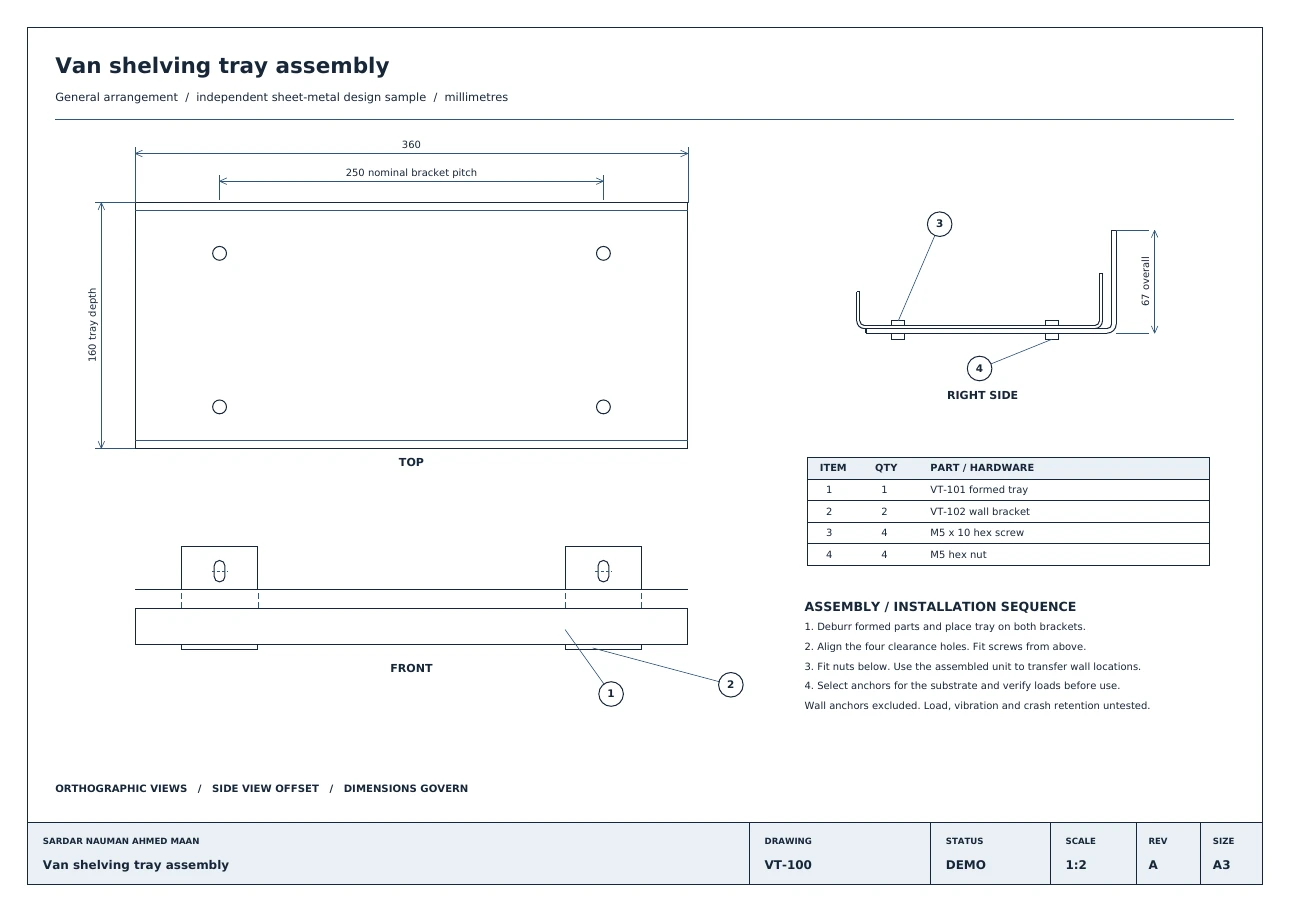 Van shelving tray assembly
General arrangement / independent sheet-metal design sample / millimetres
360
250 nominal bracket pitch
160 tray depth
TOP
3
67 overall
4
RIGHT SIDE
ITEM QTY PART / HARDWARE
1 1 VT-101 formed tray
2 2 VT-102 wall bracket
3 4 M5 x 10 hex screw
4 4 M5 hex nut
FRONT
1
2
ASSEMBLY / INSTALLATION SEQUENCE
1. Deburr formed parts and place tray on both brackets.
2. Align the four clearance holes. Fit screws from above.
3. Fit nuts below. Use the assembled unit to transfer wall locations.
4. Select anchors for the substrate and verify loads before use.
Wall anchors excluded. Load, vibration and crash retention untested.
ORTHOGRAPHIC VIEWS / SIDE VIEW OFFSET / DIMENSIONS GOVERN
SARDAR NAUMAN AHMED MAAN
Van shelving tray assembly
DRAWING
VT-100
STATUS
DEMO
SCALE
1:2
REV
A
SIZE
A3